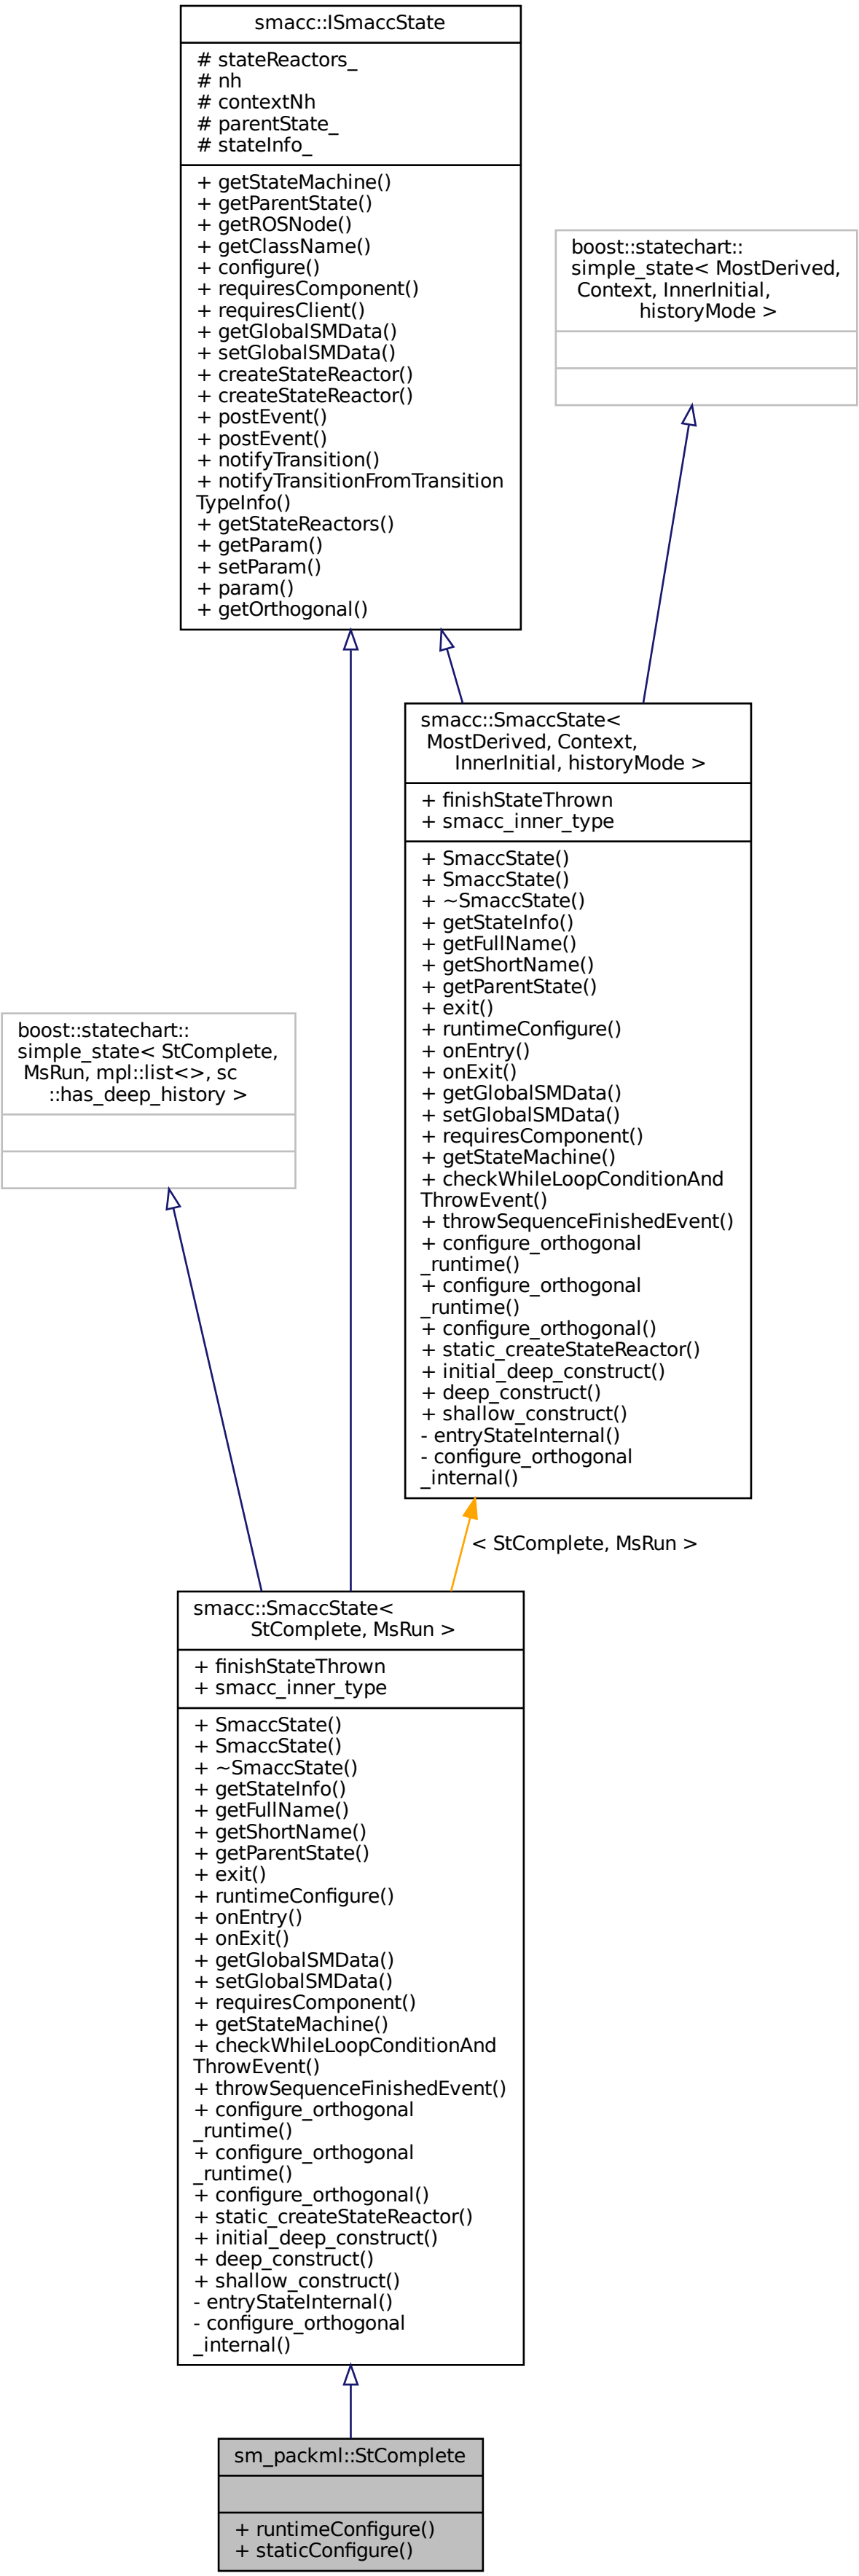 smacc::ISmaccState
# stateReactors_
# nh
# contextNh
# parentState_
# stateInfo_
+ getStateMachine()
+ getParentState()
+ getROSNode()
+ getClassName()
+ configure()
+ requiresComponent()
+ requiresClient()
+ getGlobalSMData()
+ setGlobalSMData()
+ createStateReactor()
+ createStateReactor()
+ postEvent()
+ postEvent()
+ notifyTransition()
+ notifyTransitionFromTransition
TypeInfo()
+ getStateReactors()
+ getParam()
+ setParam()
+ param()
+ getOrthogonal()
boost::statechart::
simple_state< MostDerived,
Context, InnerInitial,
historyMode >
smacc::SmaccState<
MostDerived, Context,
InnerInitial, historyMode >
+ finishStateThrown
+ smacc_inner_type
+ SmaccState()
+ SmaccState()
+ ~SmaccState()
+ getStateInfo()
+ getFullName()
+ getShortName()
+ getParentState()
+ exit()
+ runtimeConfigure()
+ onEntry()
+ onExit()
+ getGlobalSMData()
+ setGlobalSMData()
+ requiresComponent()
+ getStateMachine()
+ checkWhileLoopConditionAnd
ThrowEvent()
+ throwSequenceFinishedEvent()
+ configure_orthogonal
_runtime()
+ configure_orthogonal
_runtime()
+ configure_orthogonal()
+ static_createStateReactor()
+ initial_deep_construct()
+ deep_construct()
+ shallow_construct()
- entryStateInternal()
- configure_orthogonal
_internal()
boost::statechart::
simple_state< StComplete,
MsRun, mpl::list<>, sc
::has_deep_history >
< StComplete, MsRun >
smacc::SmaccState<
StComplete, MsRun >
+ finishStateThrown
+ smacc_inner_type
+ SmaccState()
+ SmaccState()
+ ~SmaccState()
+ getStateInfo()
+ getFullName()
+ getShortName()
+ getParentState()
+ exit()
+ runtimeConfigure()
+ onEntry()
+ onExit()
+ getGlobalSMData()
+ setGlobalSMData()
+ requiresComponent()
+ getStateMachine()
+ checkWhileLoopConditionAnd
ThrowEvent()
+ throwSequenceFinishedEvent()
+ configure_orthogonal
_runtime()
+ configure_orthogonal
_runtime()
+ configure_orthogonal()
+ static_createStateReactor()
+ initial_deep_construct()
+ deep_construct()
+ shallow_construct()
- entryStateInternal()
- configure_orthogonal
_internal()
sm_packml::StComplete
+ runtimeConfigure()
+ staticConfigure()